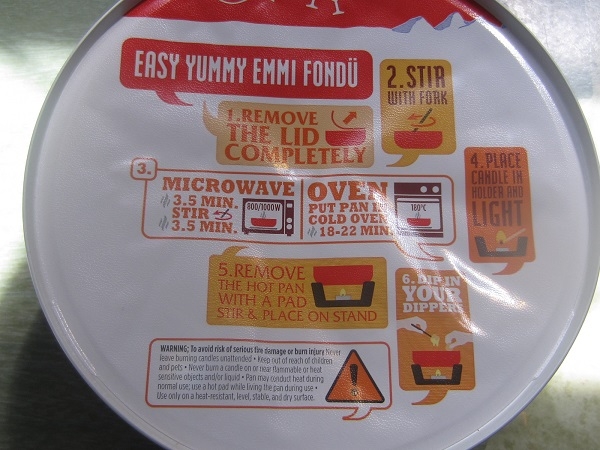 EASY YUMMY EMMI FONDÜ
1.REMOVE
THE LID
COMPLETELY
2.STIR
WITH FORK
3.
MICROWAVE
3.5 MIN.
STIR
3.5 MIN.
800/1000W
OVEN
PUT PAN IN
COLD OVEN
18-22 MIN.
180°C
4.PLACE
CANDLE IN
HOLDER AND
LIGHT
5.REMOVE
THE HOT PAN
WITH A PAD
STIR & PLACE ON STAND
6.DIP IN
YOUR
DIPPERS
WARNING; To avoid risk of serious fire damage or burn injury Never
leave burning candles unattended • Keep out of reach of children
and pets • Never burn a candle on or near flammable or heat
sensitive objects and/or liquid • Pan may conduct heat during
normal use; use a hot pad while living the pan during use •
Use only on a heat-resistant, level, stable, and dry surface.